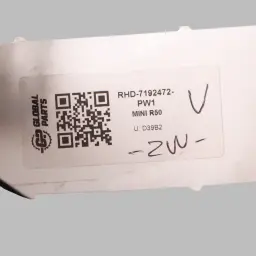 GLOBAL
PARTS
RHD-7192472-
PW1
MINI R50
U: D39B2
V
-ZW-